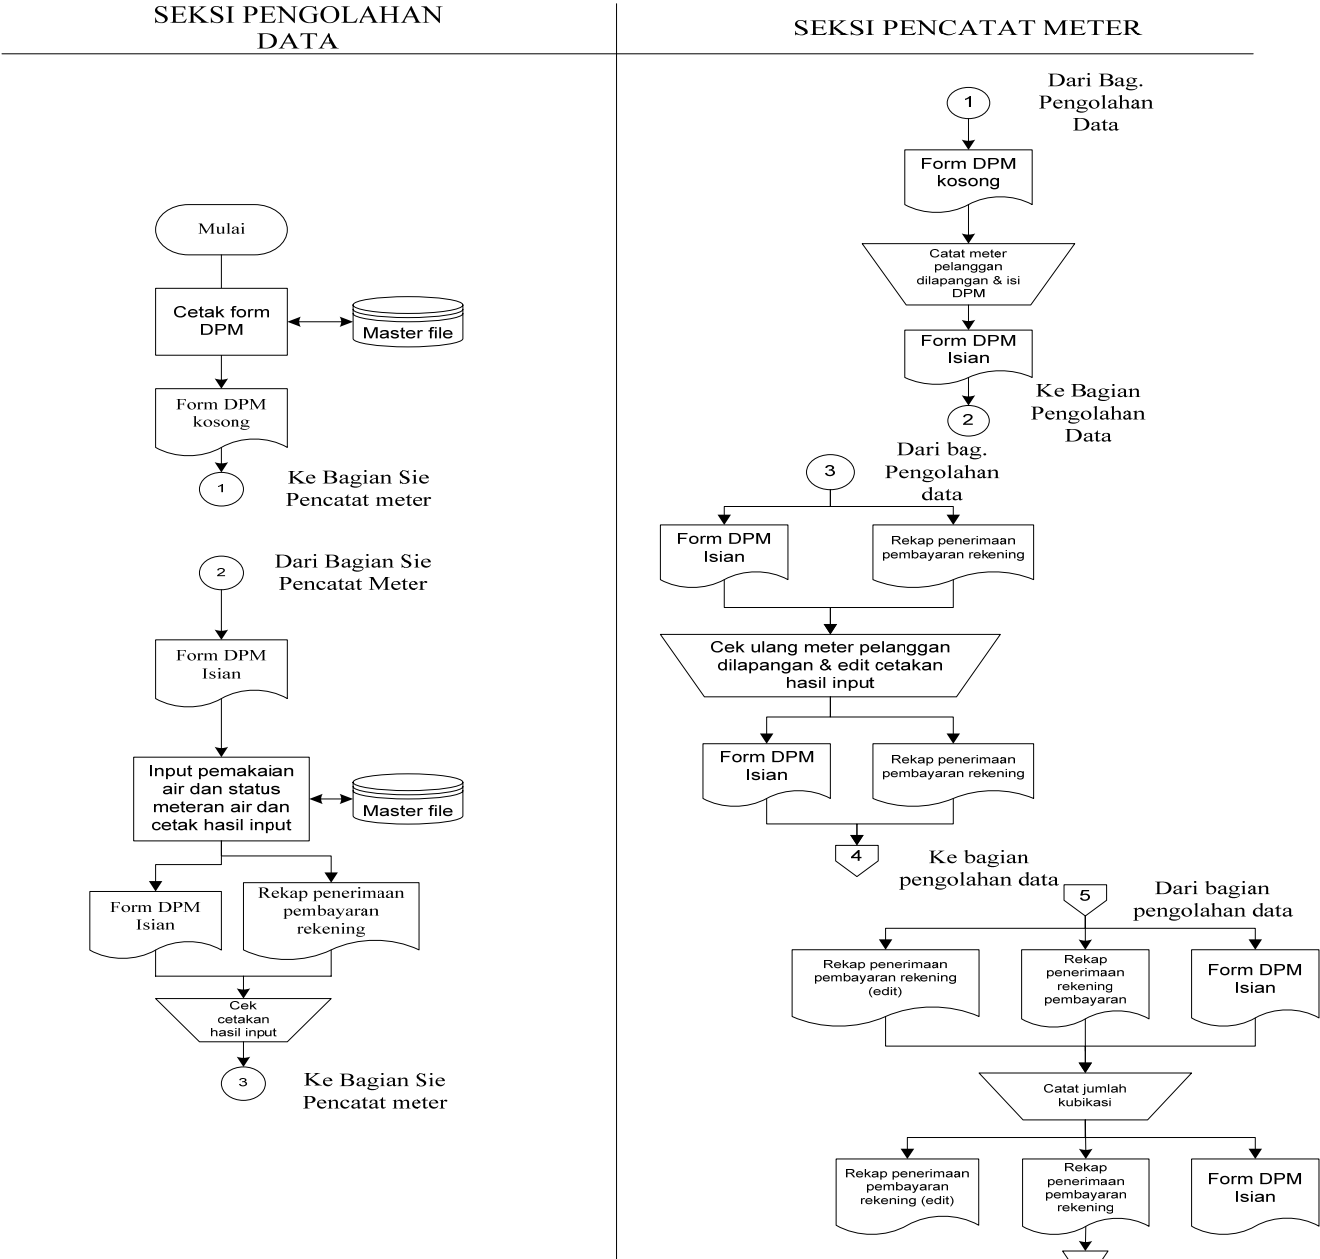 SEKSI PENGOLAHAN
DATA
Mulai
Cetak form
DPM
Master file
Form DPM
kosong
1
Ke Bagian Sie
Pencatat meter
2
Dari Bagian Sie
Pencatat Meter
Form DPM
Isian
Input pemakaian
air dan status
meteran air dan
cetak hasil input
Master file
Form DPM
Isian
Rekap penerimaan
pembayaran
rekening
Cek
cetakan
hasil input
3
Ke Bagian Sie
Pencatat meter
SEKSI PENCATAT METER
1
Dari Bag.
Pengolahan
Data
Form DPM
kosong
Catat meter
pelanggan
dilapangan & isi
DPM
Form DPM
Isian
2
Ke Bagian
Pengolahan
Data
3
Dari bag.
Pengolahan
data
Form DPM
Isian
Rekap penerimaan
pembayaran rekening
Cek ulang meter pelanggan
dilapangan & edit cetakan
hasil input
Form DPM
Isian
Rekap penerimaan
pembayaran rekening
4
Ke bagian
pengolahan data
5
Dari bagian
pengolahan data
Rekap penerimaan
pembayaran rekening
(edit)
Rekap
penerimaan
rekening
pembayaran
Form DPM
Isian
Catat jumlah
kubikasi
Rekap penerimaan
pembayaran
rekening (edit)
Rekap
penerimaan
pembayaran
rekening
Form DPM
Isian